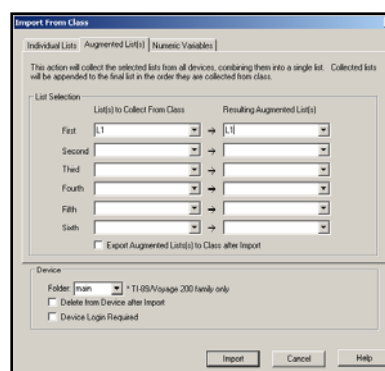 Import From Class
Individual Lists Augmented List(s) Numeric Variables
This action will collect the selected lists from all devices, combining them into a single list. Collected lists
will be appended to the final list in the order they are collected from class.
List Selection
List(s) to Collect From Class Resulting Augmented List(s)
First L1 → L1
Second →
Third →
Fourth →
Fifth →
Sixth →
Export Augmented Lists(s) to Class after Import
Device
Folder: main * TI-89/Voyage 200 family only
Delete from Device after Import
Device Login Required
Import Cancel Help